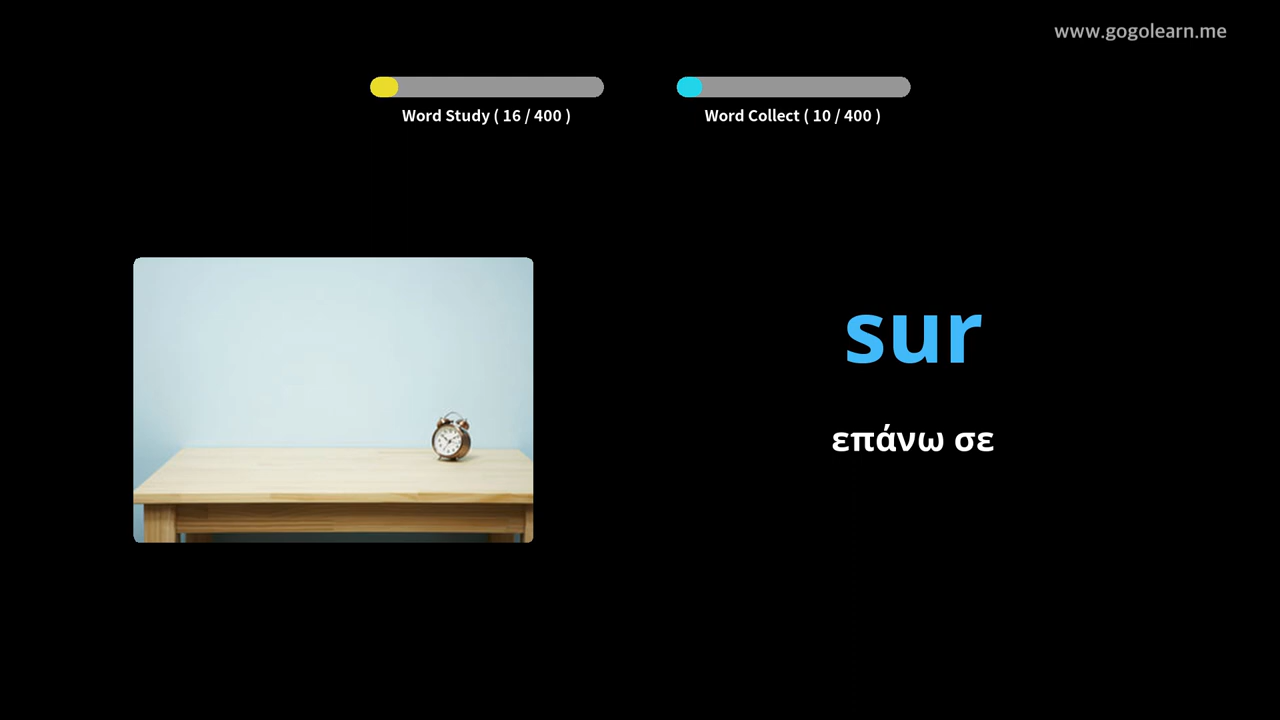 www.gogolearn.me
Word Study ( 16 / 400 )
Word Collect ( 10 / 400 )
sur
επάνω σε